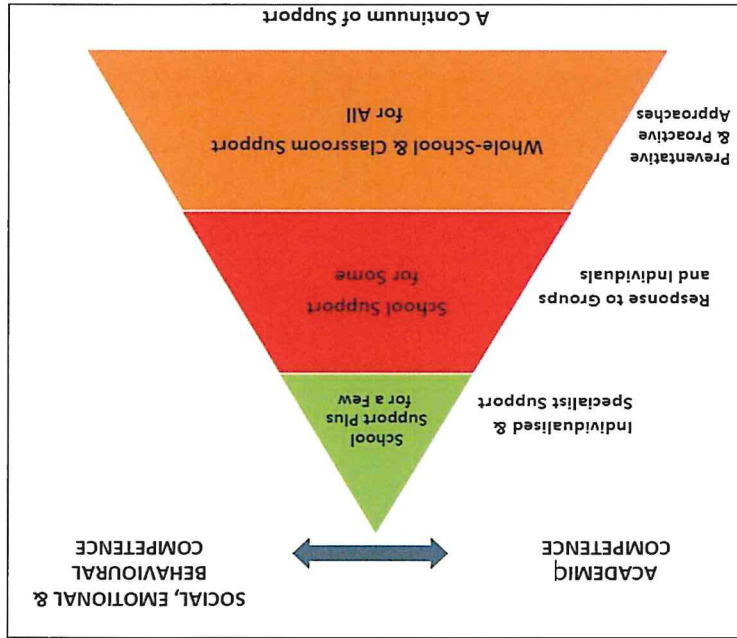 ACADEMIC
COMPETENCE
SOCIAL, EMOTIONAL &
BEHAVIOURAL
COMPETENCE
Individualised &
Specialist Support
School
Support Plus
for a Few
Response to Groups
and Individuals
School Support
for Some
Preventative
& Proactive
Approaches
Whole-School & Classroom Support
for All
A Continuum of Support